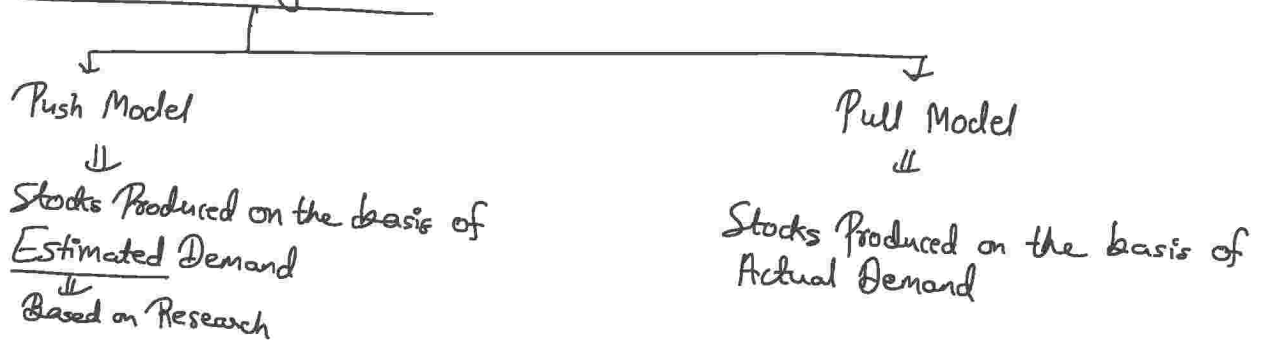 Push Model
Pull Model
Stocks Produced on the basis of
Estimated Demand
Based on Research
Stocks Produced on the basis of
Actual Demand